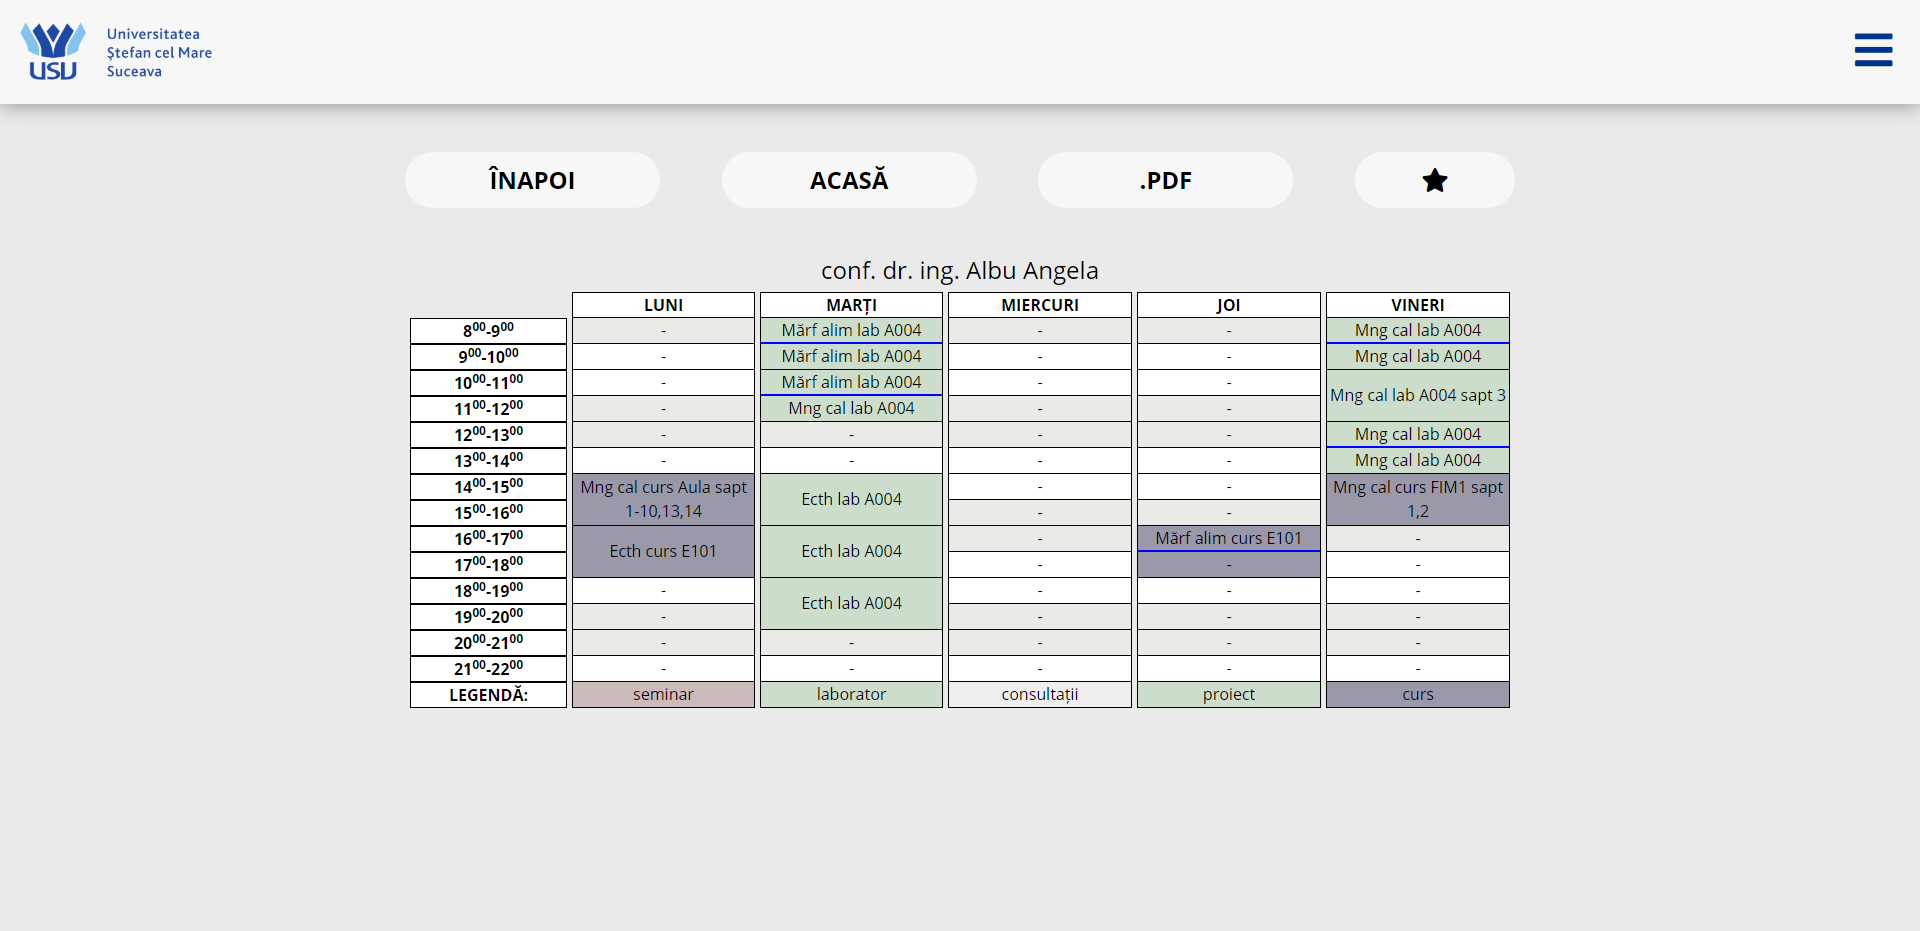 Universitatea
Ștefan cel Mare
Suceava
USU
ÎNAPOI ACASĂ .PDF
conf. dr. ing. Albu Angela
LUNI MARȚI MIERCURI JOI VINERI
8⁰⁰-9⁰⁰ - Mărf alim lab A004 - - Mng cal lab A004
9⁰⁰-10⁰⁰ - Mărf alim lab A004 - - Mng cal lab A004
10⁰⁰-11⁰⁰ - Mărf alim lab A004 - - Mng cal lab A004 sapt 3
11⁰⁰-12⁰⁰ - Mng cal lab A004 - -
12⁰⁰-13⁰⁰ - - - - Mng cal lab A004
13⁰⁰-14⁰⁰ - - - - Mng cal lab A004
14⁰⁰-15⁰⁰ Mng cal curs Aula sapt Ecth lab A004 - - Mng cal curs FIM1 sapt
15⁰⁰-16⁰⁰ 1-10,13,14 - - 1,2
16⁰⁰-17⁰⁰ Ecth curs E101 Ecth lab A004 - Mărf alim curs E101 -
17⁰⁰-18⁰⁰ - - -
18⁰⁰-19⁰⁰ - Ecth lab A004 - - -
19⁰⁰-20⁰⁰ - - - -
20⁰⁰-21⁰⁰ - - - - -
21⁰⁰-22⁰⁰ - - - - -
LEGENDĂ: seminar laborator consultații proiect curs